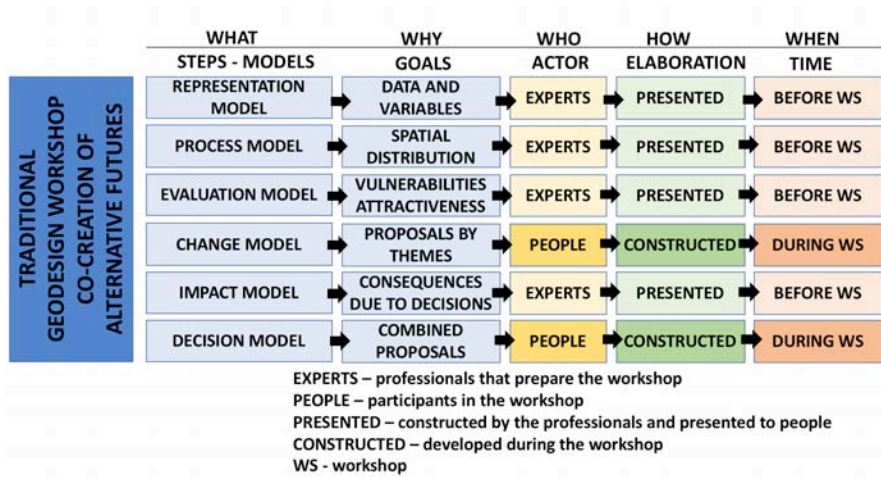 WHAT WHY WHO HOW WHEN
STEPS - MODELS GOALS ACTOR ELABORATION TIME
TRADITIONAL
GEODESIGN WORKSHOP
CO-CREATION OF
ALTERNATIVE FUTURES
REPRESENTATION
MODEL
DATA AND
VARIABLES
EXPERTS
PRESENTED
BEFORE WS
PROCESS MODEL
SPATIAL
DISTRIBUTION
EXPERTS
PRESENTED
BEFORE WS
EVALUATION MODEL
VULNERABILITIES
ATTRACTIVENESS
EXPERTS
PRESENTED
BEFORE WS
CHANGE MODEL
PROPOSALS BY
THEMES
PEOPLE
CONSTRUCTED
DURING WS
IMPACT MODEL
CONSEQUENCES
DUE TO DECISIONS
EXPERTS
PRESENTED
BEFORE WS
DECISION MODEL
COMBINED
PROPOSALS
PEOPLE
CONSTRUCTED
DURING WS
EXPERTS – professionals that prepare the workshop
PEOPLE – participants in the workshop
PRESENTED – constructed by the professionals and presented to people
CONSTRUCTED – developed during the workshop
WS - workshop